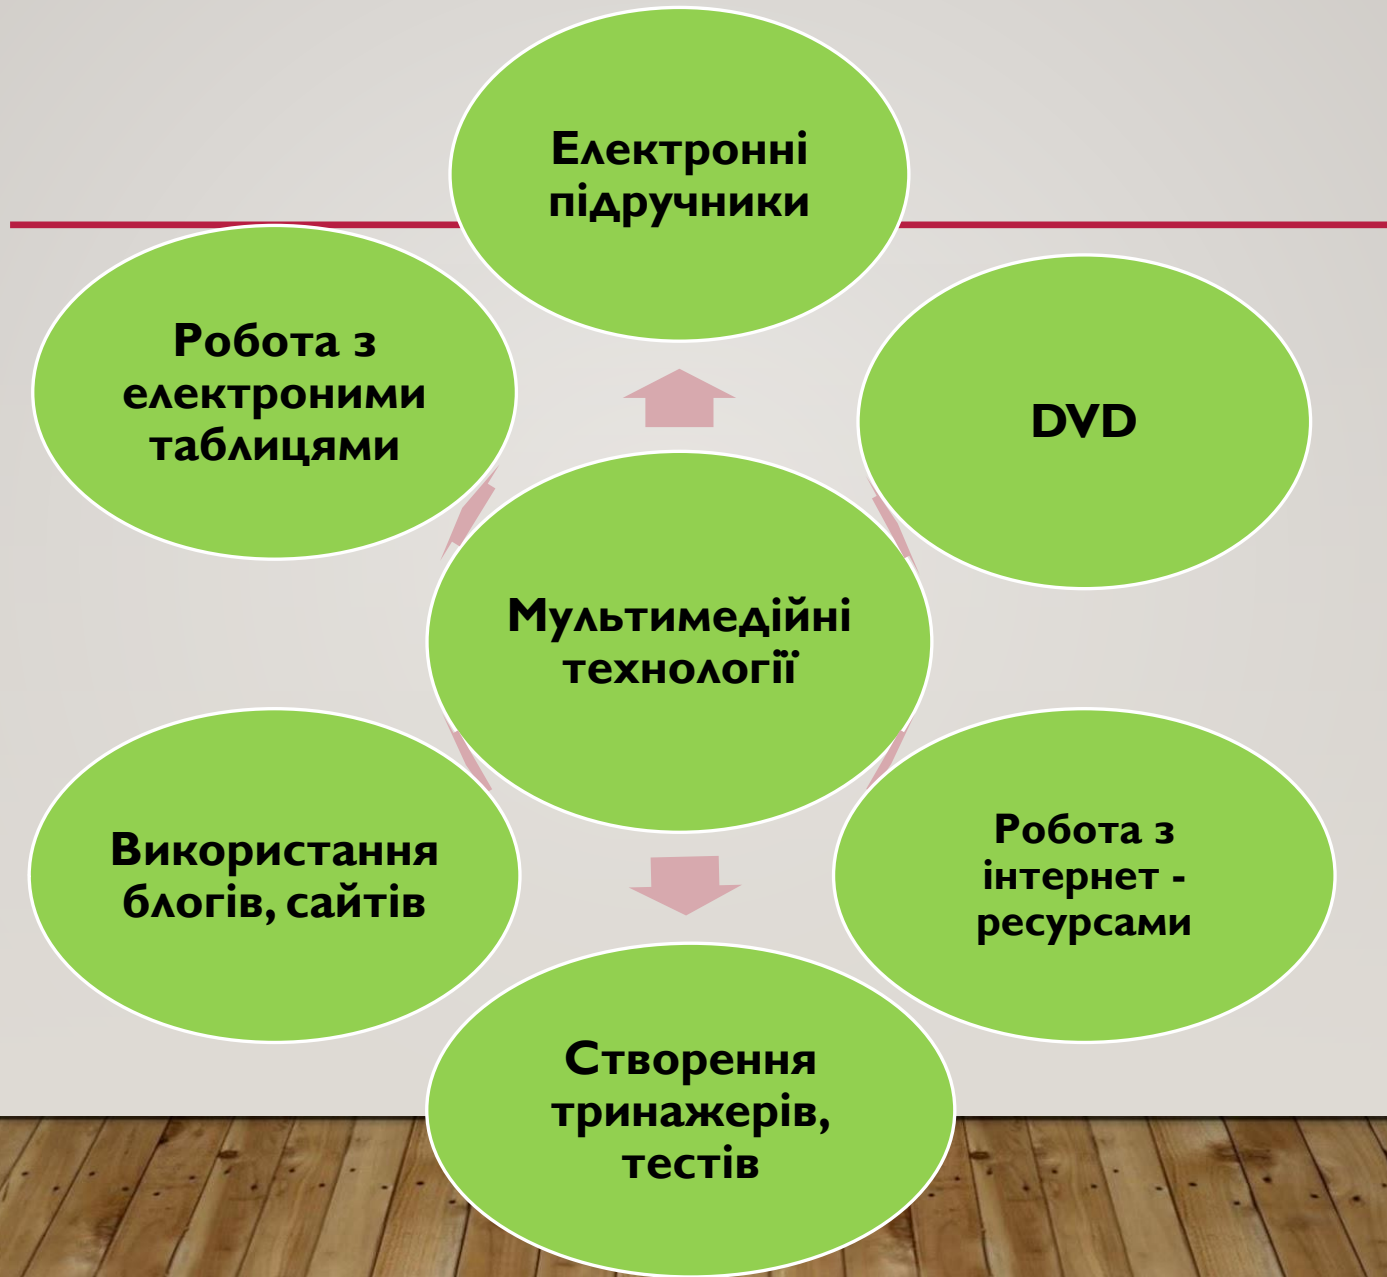 Електронні
підручники
Робота з
електроними
таблицями
DVD
Мультимедійні
технології
Використання
блогів, сайтів
Робота з
інтернет -
ресурсами
Створення
тринажерів,
тестів